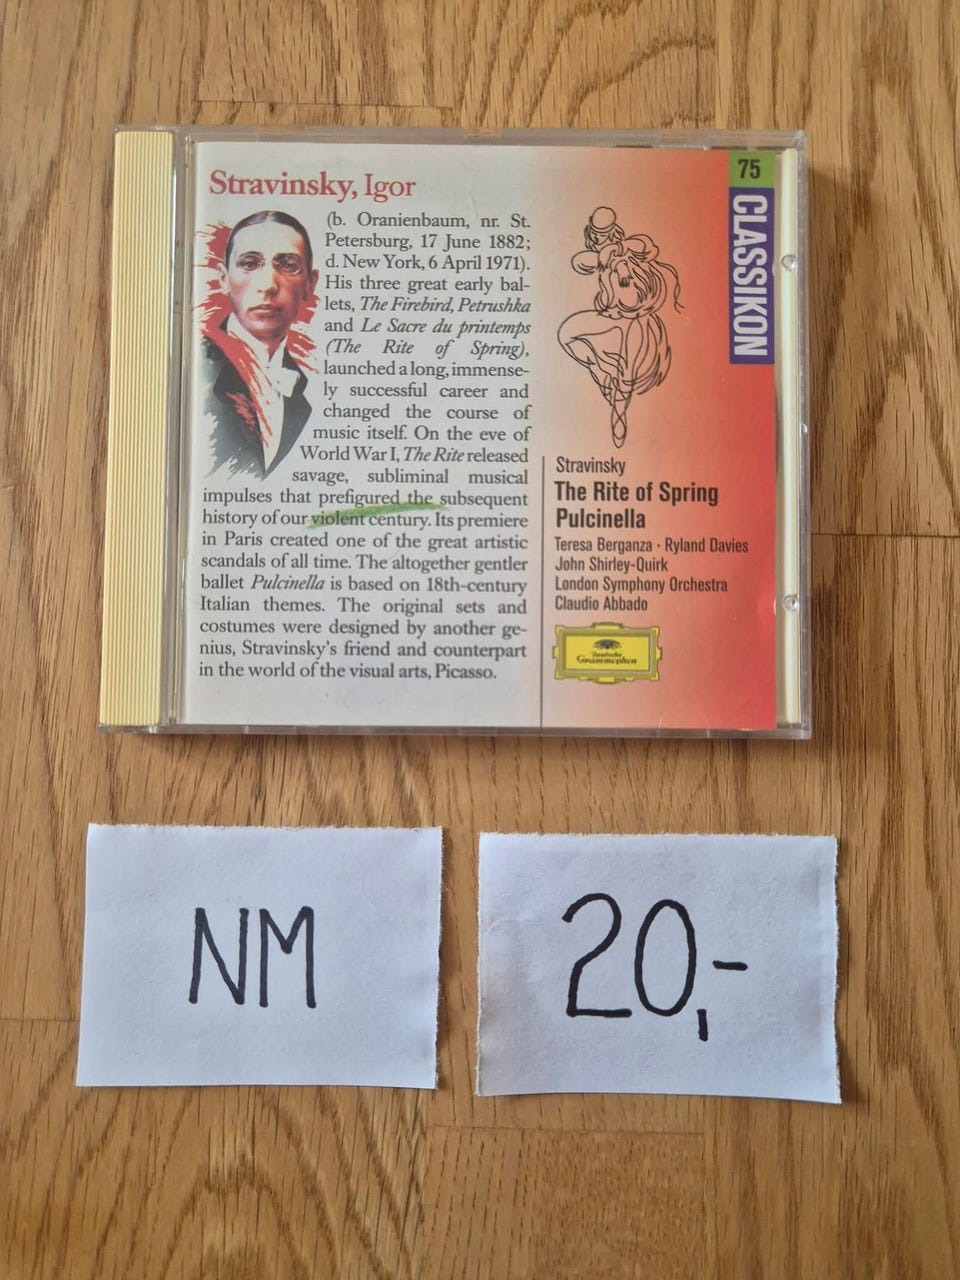 Stravinsky, Igor
(b. Oranienbaum, nr. St.
Petersburg, 17 June 1882;
d. New York, 6 April 1971).
His three great early bal-
lets, The Firebird, Petrushka
and Le Sacre du printemps
(The Rite of Spring),
launched a long, immense-
ly successful career and
changed the course of
music itself. On the eve of
World War I, The Rite released
savage, subliminal musical
impulses that prefigured the subsequent
history of our violent century. Its premiere
in Paris created one of the great artistic
scandals of all time. The altogether gentler
ballet Pulcinella is based on 18th-century
Italian themes. The original sets and
costumes were designed by another ge-
nius, Stravinsky's friend and counterpart
in the world of the visual arts, Picasso.
75
CLASSIKON
Stravinsky
The Rite of Spring
Pulcinella
Teresa Berganza · Ryland Davies
John Shirley-Quirk
London Symphony Orchestra
Claudio Abbado
Deutsche
Grammophon
NM
20,-